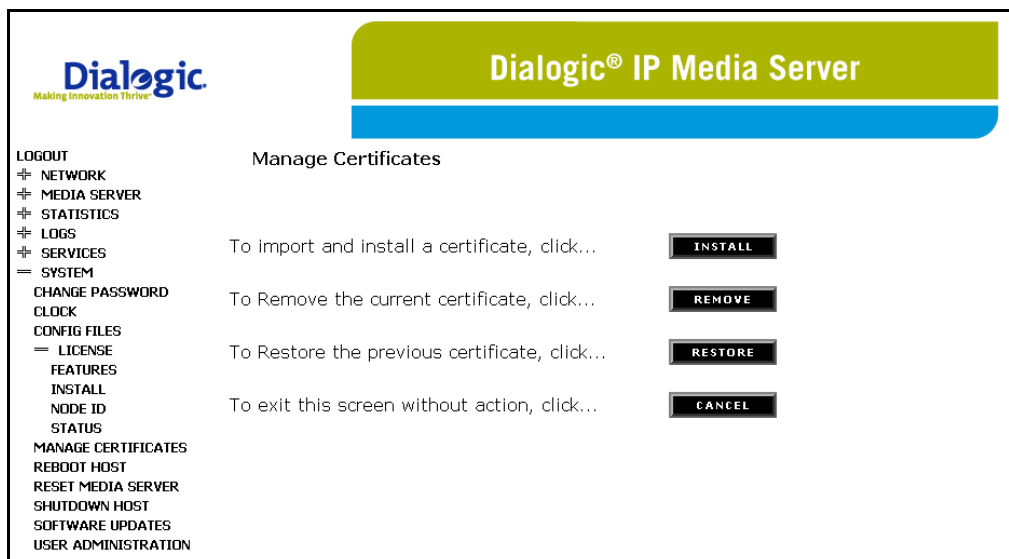 Dialogic.
Making Innovation Thrive™
Dialogic® IP Media Server
LOGOUT
NETWORK
MEDIA SERVER
STATISTICS
LOGS
SERVICES
SYSTEM
CHANGE PASSWORD
CLOCK
CONFIG FILES
LICENSE
FEATURES
INSTALL
NODE ID
STATUS
MANAGE CERTIFICATES
REBOOT HOST
RESET MEDIA SERVER
SHUTDOWN HOST
SOFTWARE UPDATES
USER ADMINISTRATION
Manage Certificates
To import and install a certificate, click... INSTALL
To Remove the current certificate, click... REMOVE
To Restore the previous certificate, click... RESTORE
To exit this screen without action, click... CANCEL